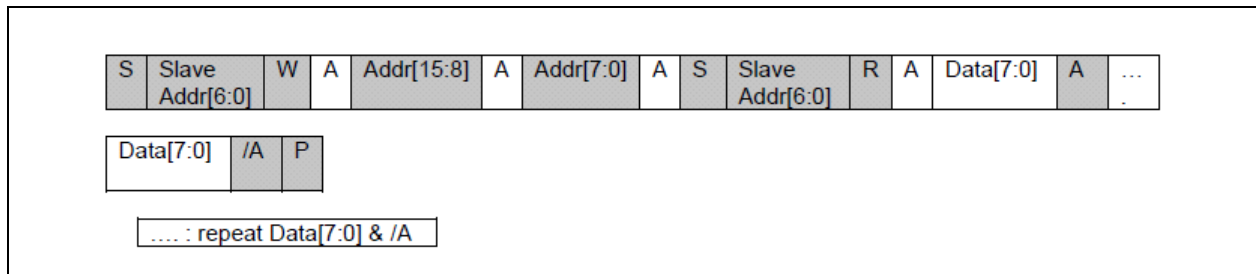 S Slave W A Addr[15:8] A Addr[7:0] A S Slave R A Data[7:0] A …
Addr[6:0] Addr[6:0] .
Data[7:0] /A P
…. : repeat Data[7:0] & /A